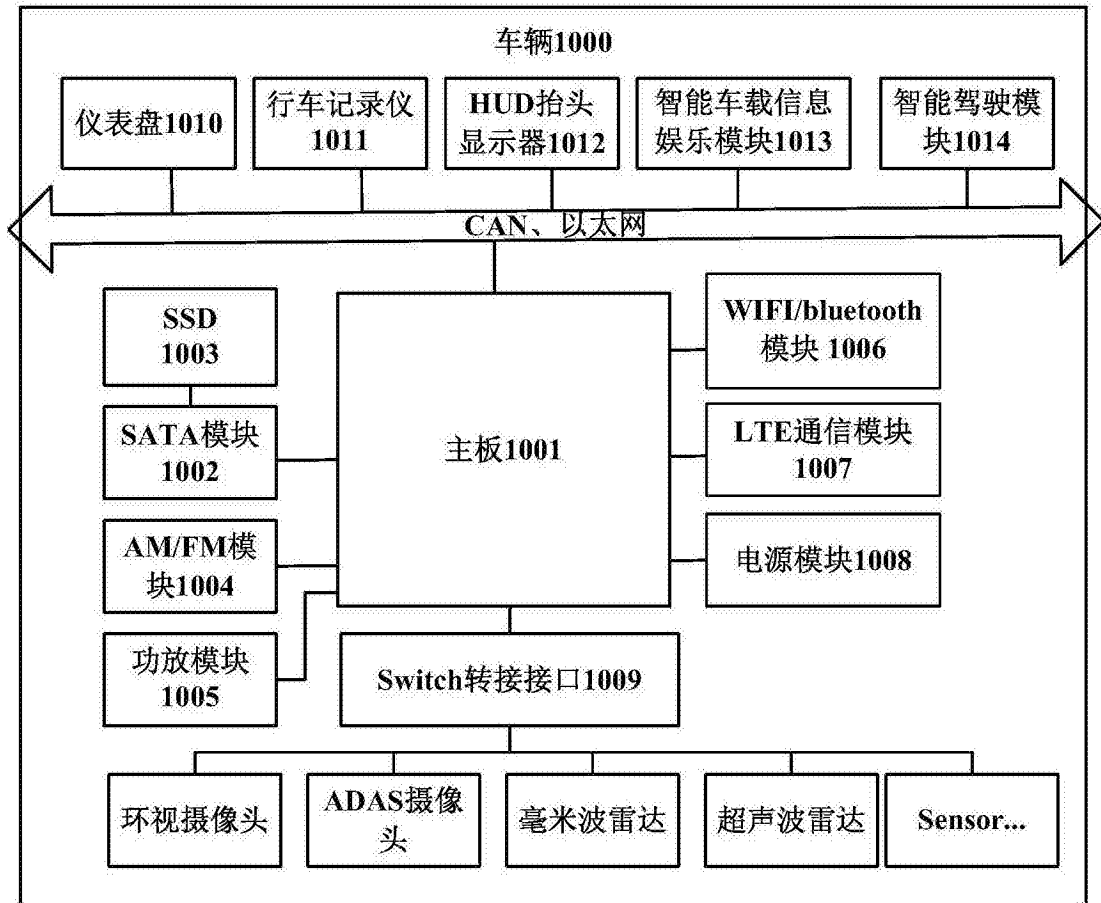 车辆1000
仪表盘1010
行车记录仪
1011
HUD抬头
显示器1012
智能车载信息
娱乐模块1013
智能驾驶模
块1014
CAN、以太网
SSD
1003
SATA模块
1002
AM/FM模
块1004
功放模块
1005
主板1001
WIFI/bluetooth
模块 1006
LTE通信模块
1007
电源模块1008
Switch转接接口1009
环视摄像头
ADAS摄像
头
毫米波雷达
超声波雷达
Sensor...